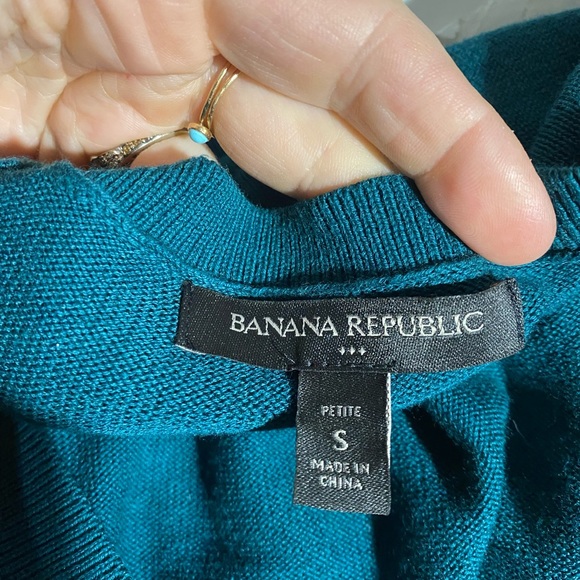 BANANA REPUBLIC
PETITE
S
MADE IN
CHINA